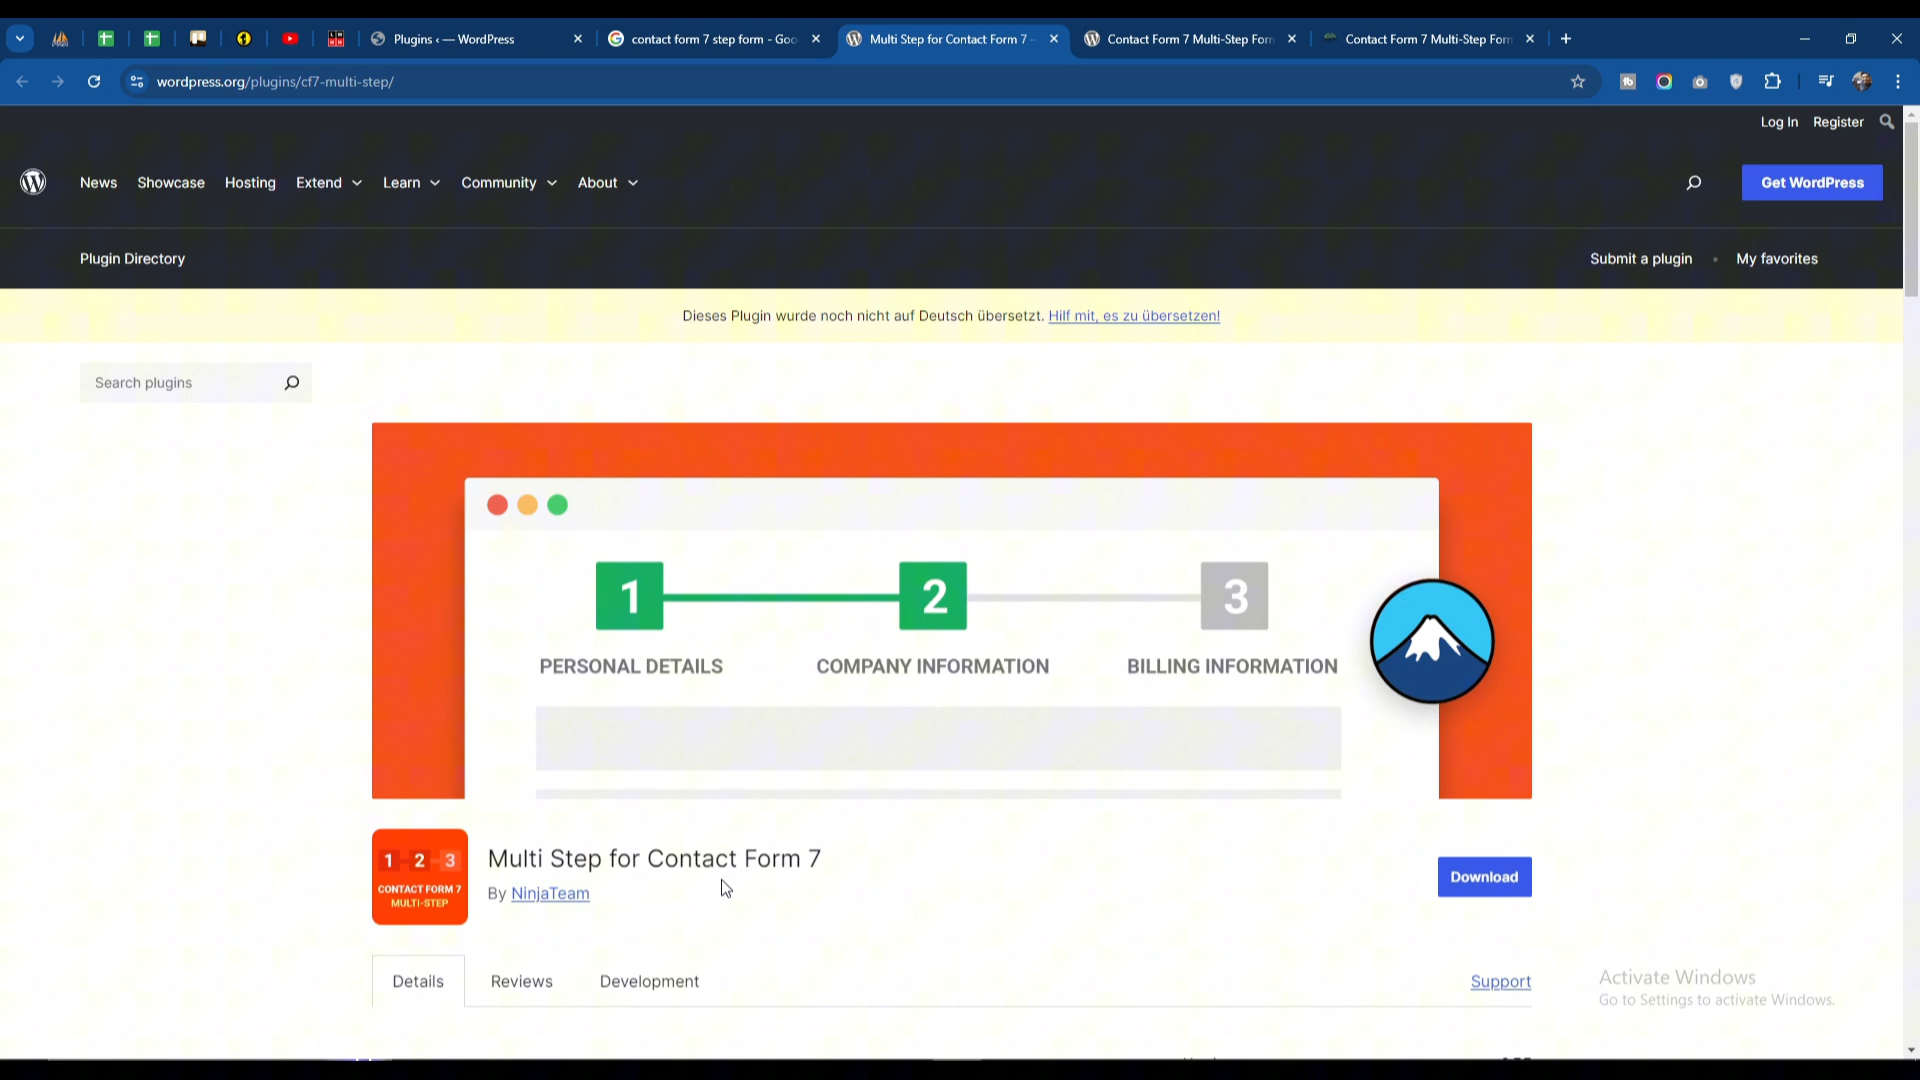 Plugins ‹ — WordPress
contact form 7 step form - Goo
Multi Step for Contact Form 7 -
Contact Form 7 Multi-Step Form
Contact Form 7 Multi-Step Form
wordpress.org/plugins/cf7-multi-step/
Log In
Register
News
Showcase
Hosting
Extend
Learn
Community
About
Get WordPress
Plugin Directory
Submit a plugin
•
My favorites
Dieses Plugin wurde noch nicht auf Deutsch übersetzt. Hilf mit, es zu übersetzen!
Search plugins
1
2
3
PERSONAL DETAILS
COMPANY INFORMATION
BILLING INFORMATION
1 2 3
CONTACT FORM 7
MULTI-STEP
Multi Step for Contact Form 7
By NinjaTeam
Download
Details
Reviews
Development
Support
Activate Windows
Go to Settings to activate Windows.